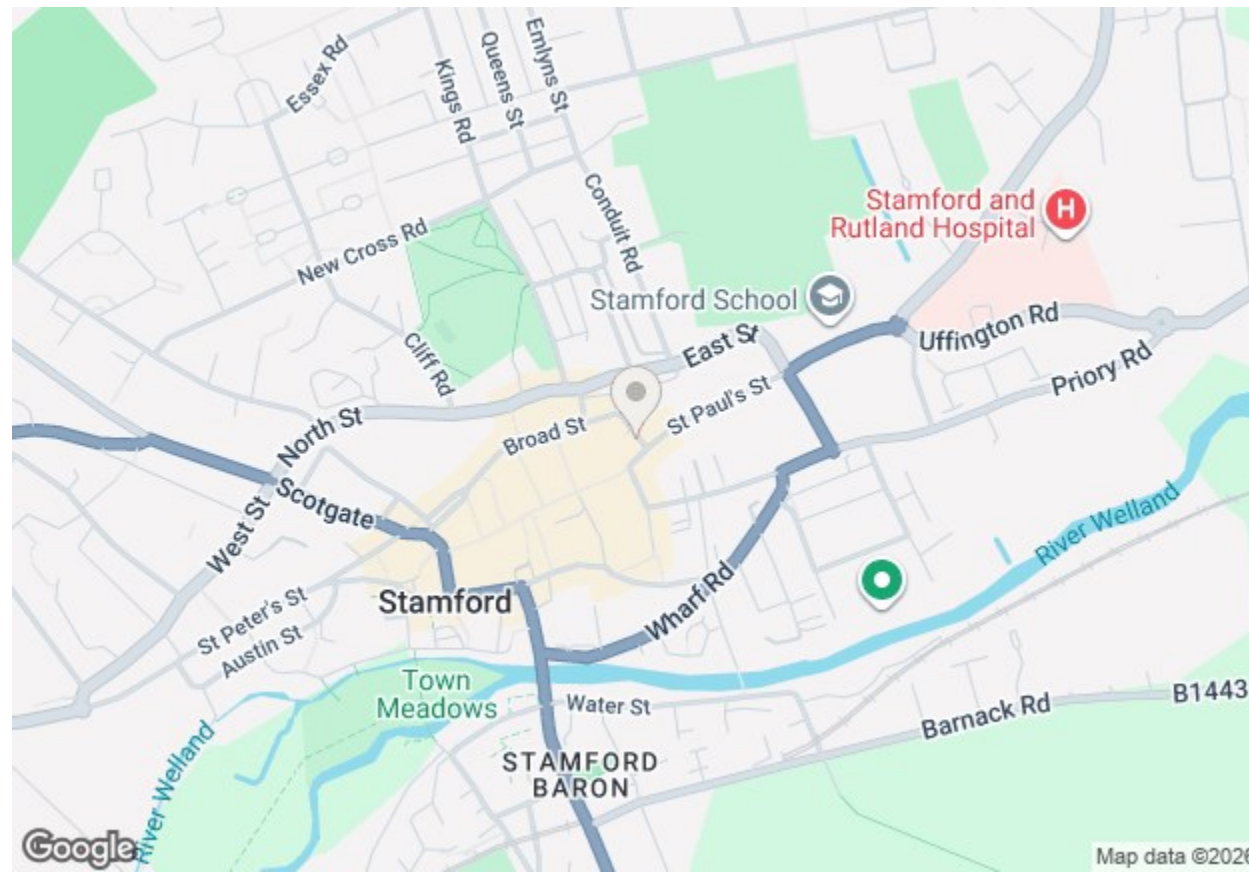 Essex Rd
Kings Rd
Queens St
Emlyns St
Conduit Rd
New Cross Rd
Stamford and
Rutland Hospital
H
Stamford School
East St
Uffington Rd
Cliff Rd
Priory Rd
St Paul's St
North St
Broad St
Scotgate
West St
River Welland
Stamford
Wharf Rd
St Peter's St
Austin St
Town
Meadows
Water St
B1443
Barnack Rd
STAMFORD
BARON
River Welland
Google
Map data ©2026